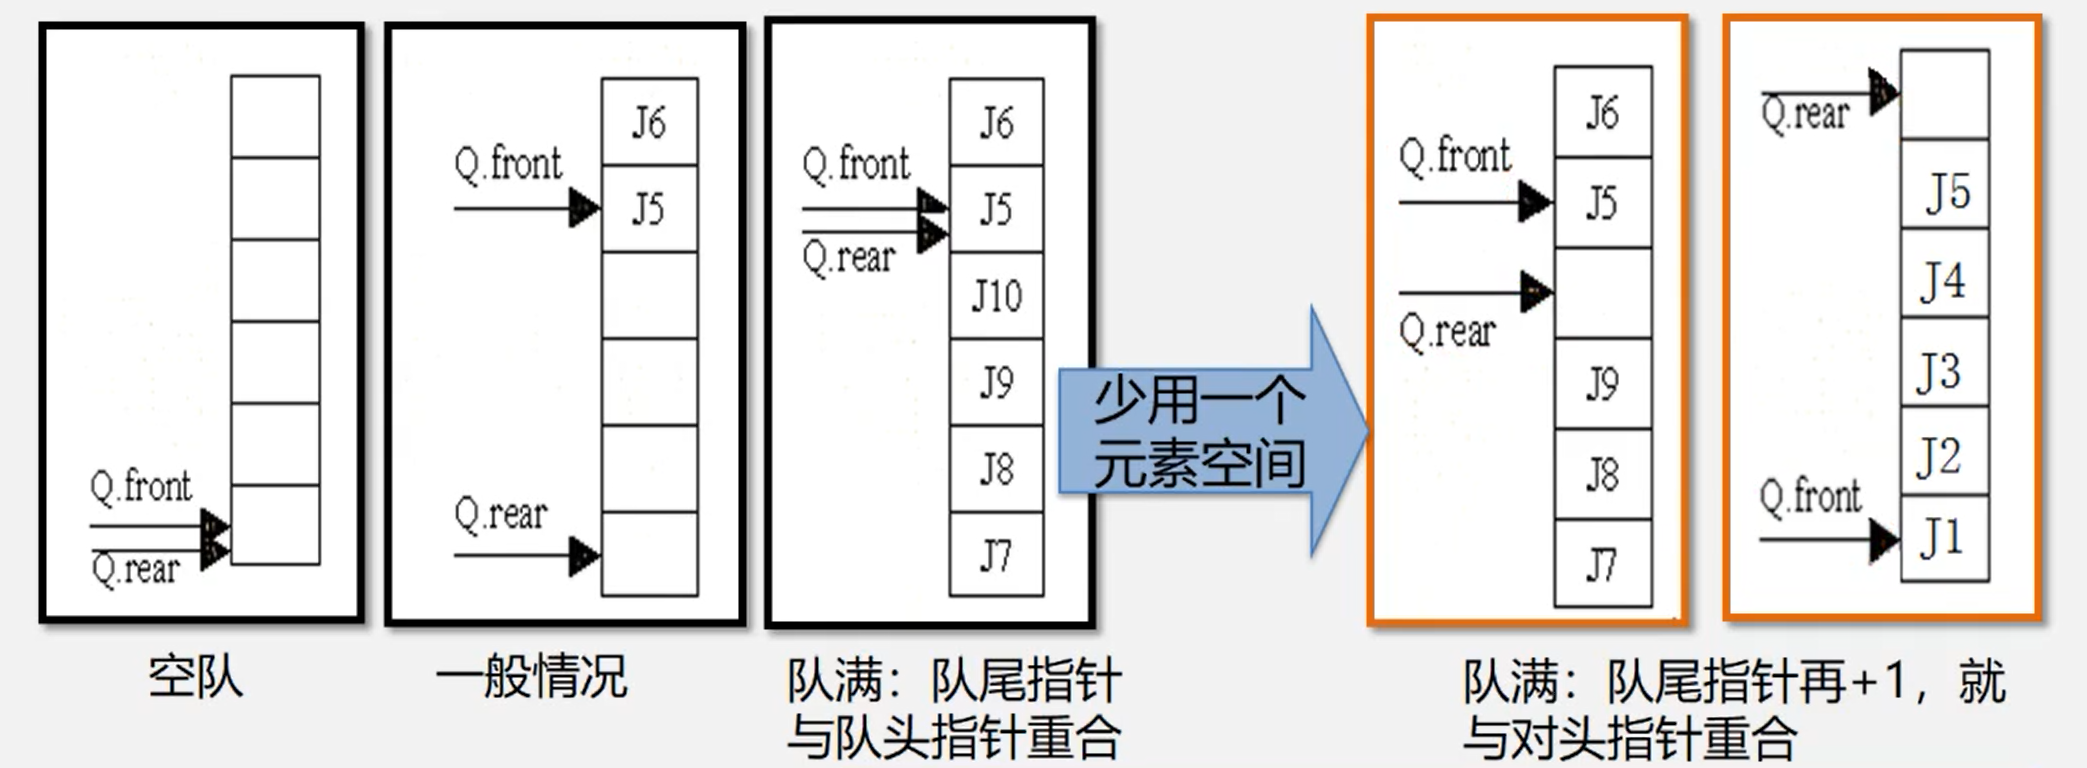 Q.front
Q.rear
空队
J6
Q.front
J5
Q.rear
一般情况
J6
Q.front
J5
Q.rear
J10
J9
J8
J7
队满：队尾指针
与队头指针重合
少用一个
元素空间
J6
Q.front
J5
Q.rear
J9
J8
J7
Q.rear
J5
J4
J3
J2
Q.front
J1
队满：队尾指针再+1，就
与对头指针重合